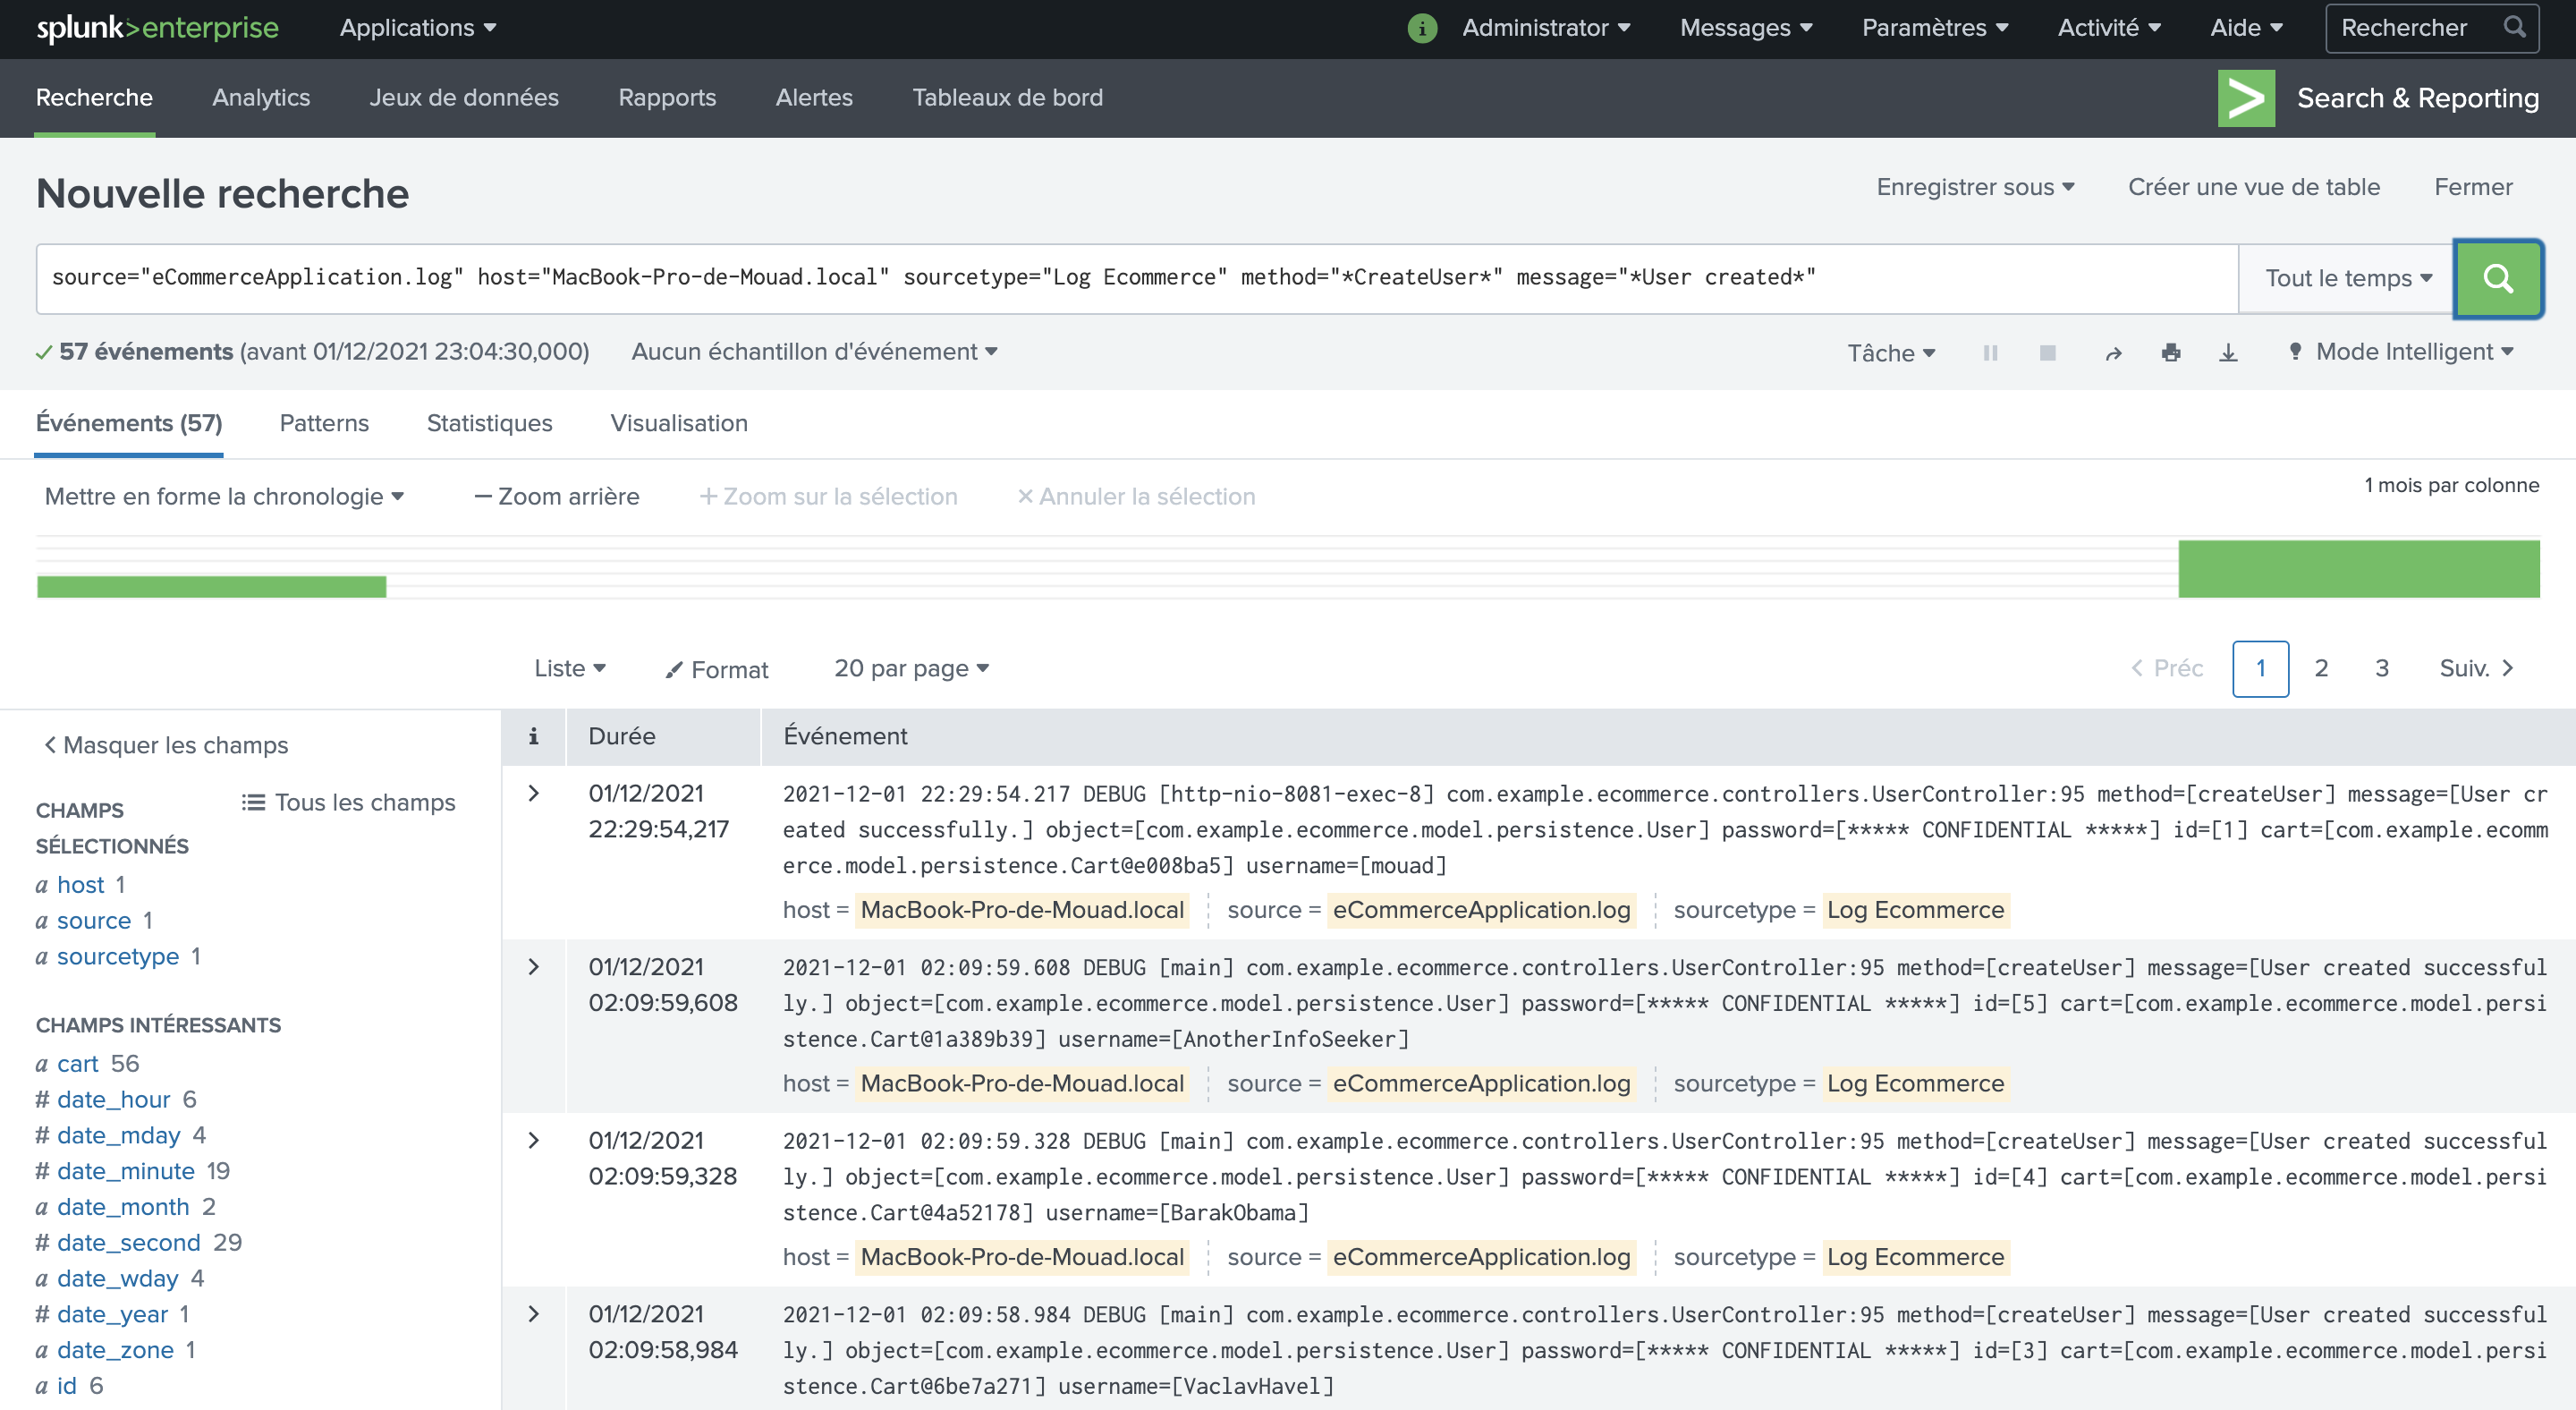 splunk>enterprise Applications Administrator Messages Paramètres Activité Aide Rechercher
Recherche Analytics Jeux de données Rapports Alertes Tableaux de bord Search & Reporting
Nouvelle recherche Enregistrer sous Créer une vue de table Fermer
source="eCommerceApplication.log" host="MacBook-Pro-de-Mouad.local" sourcetype="Log Ecommerce" method="*CreateUser*" message="*User created*" Tout le temps
57 événements (avant 01/12/2021 23:04:30,000) Aucun échantillon d'événement Tâche Mode Intelligent
Événements (57) Patterns Statistiques Visualisation
Mettre en forme la chronologie — Zoom arrière + Zoom sur la sélection × Annuler la sélection 1 mois par colonne
Liste Format 20 par page < Préc 1 2 3 Suiv. >
< Masquer les champs
Tous les champs
CHAMPS
SÉLECTIONNÉS
a host 1
a source 1
a sourcetype 1
CHAMPS INTÉRESSANTS
a cart 56
# date_hour 6
# date_mday 4
# date_minute 19
a date_month 2
# date_second 29
a date_wday 4
# date_year 1
a date_zone 1
a id 6
i Durée Événement
> 01/12/2021 22:29:54,217
2021-12-01 22:29:54.217 DEBUG [http-nio-8081-exec-8] com.example.ecommerce.controllers.UserController:95 method=[createUser] message=[User cr
eated successfully.] object=[com.example.ecommerce.model.persistence.User] password=[***** CONFIDENTIAL *****] id=[1] cart=[com.example.ecomm
erce.model.persistence.Cart@e008ba5] username=[mouad]
host = MacBook-Pro-de-Mouad.local source = eCommerceApplication.log sourcetype = Log Ecommerce
> 01/12/2021 02:09:59,608
2021-12-01 02:09:59.608 DEBUG [main] com.example.ecommerce.controllers.UserController:95 method=[createUser] message=[User created successful
ly.] object=[com.example.ecommerce.model.persistence.User] password=[***** CONFIDENTIAL *****] id=[5] cart=[com.example.ecommerce.model.persi
stence.Cart@1a389b39] username=[AnotherInfoSeeker]
host = MacBook-Pro-de-Mouad.local source = eCommerceApplication.log sourcetype = Log Ecommerce
> 01/12/2021 02:09:59,328
2021-12-01 02:09:59.328 DEBUG [main] com.example.ecommerce.controllers.UserController:95 method=[createUser] message=[User created successful
ly.] object=[com.example.ecommerce.model.persistence.User] password=[***** CONFIDENTIAL *****] id=[4] cart=[com.example.ecommerce.model.persi
stence.Cart@4a52178] username=[BarakObama]
host = MacBook-Pro-de-Mouad.local source = eCommerceApplication.log sourcetype = Log Ecommerce
> 01/12/2021 02:09:58,984
2021-12-01 02:09:58.984 DEBUG [main] com.example.ecommerce.controllers.UserController:95 method=[createUser] message=[User created successful
ly.] object=[com.example.ecommerce.model.persistence.User] password=[***** CONFIDENTIAL *****] id=[3] cart=[com.example.ecommerce.model.persi
stence.Cart@6be7a271] username=[VaclavHavel]